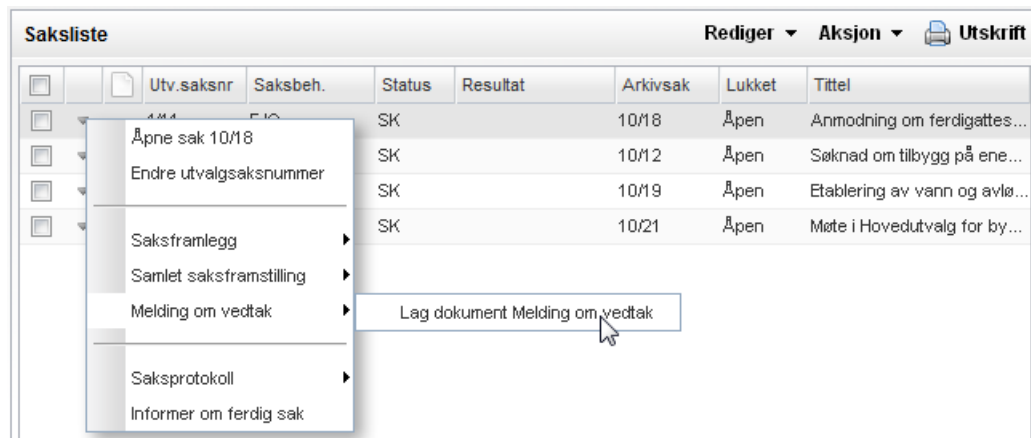 Saksliste Rediger Aksjon Utskrift
Utv.saksnr Saksbeh. Status Resultat Arkivsak Lukket Tittel
SK 10/18 Åpen Anmodning om ferdigattes...
Åpne sak 10/18
SK 10/12 Åpen Søknad om tilbygg på ene...
Endre utvalgsaksnummer
SK 10/19 Åpen Etablering av vann og avlø...
SK 10/21 Åpen Møte i Hovedutvalg for by...
Saksframlegg
Samlet saksframstilling
Melding om vedtak Lag dokument Melding om vedtak
Saksprotokoll
Informer om ferdig sak